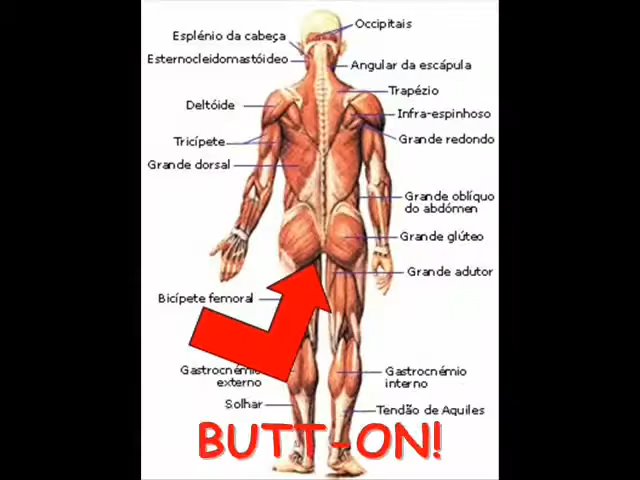 Occipitais
Esplénio da cabeça
Esternocleidomastóideo
Angular da escápula
Trapézio
Deltóide
Infra-espinhoso
Tricípete
Grande redondo
Grande dorsal
Grande oblíquo
do abdómen
Grande glúteo
Grande adutor
Bicípete femoral
Gastrocnémio
externo
Gastrocnémio
interno
Solhar
Tendão de Aquiles
BUTT-ON!